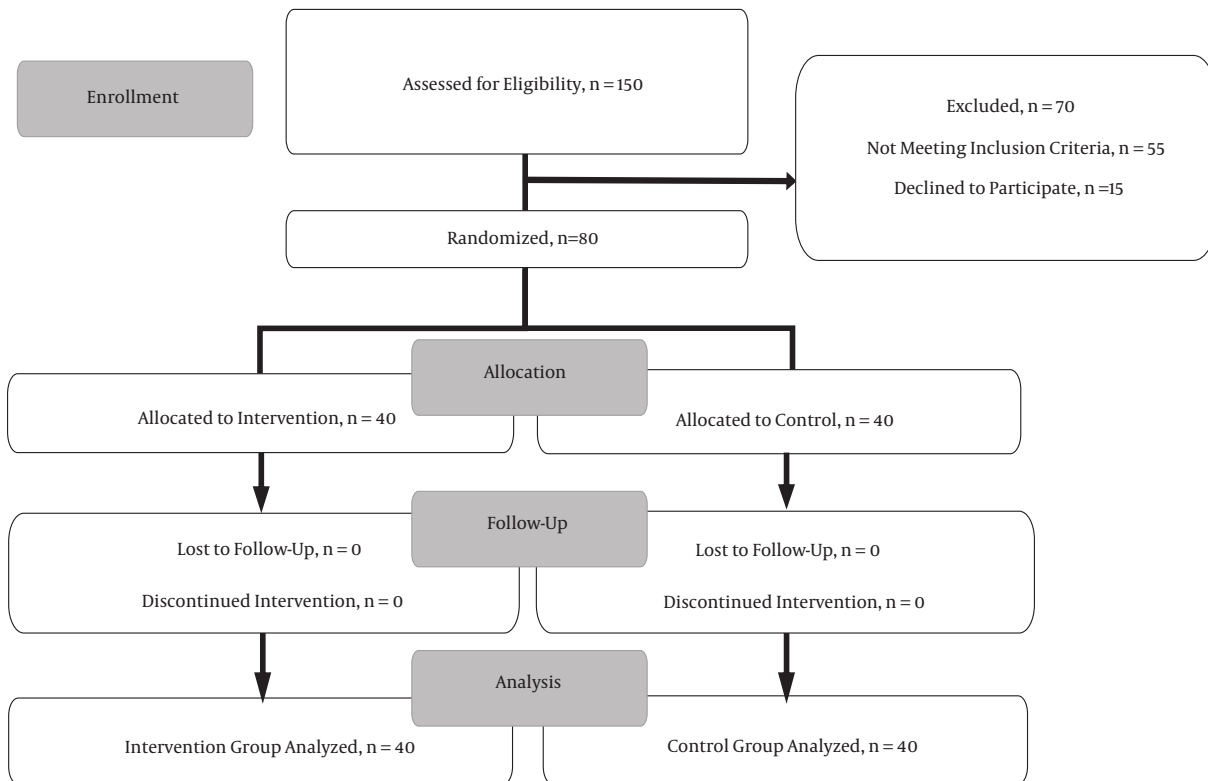 Enrollment
Assessed for Eligibility, n = 150
Excluded, n = 70
Not Meeting Inclusion Criteria, n = 55
Declined to Participate, n =15
Randomized, n=80
Allocation
Allocated to Intervention, n = 40
Allocated to Control, n = 40
Follow-Up
Lost to Follow-Up, n = 0
Discontinued Intervention, n = 0
Lost to Follow-Up, n = 0
Discontinued Intervention, n = 0
Analysis
Intervention Group Analyzed, n = 40
Control Group Analyzed, n = 40